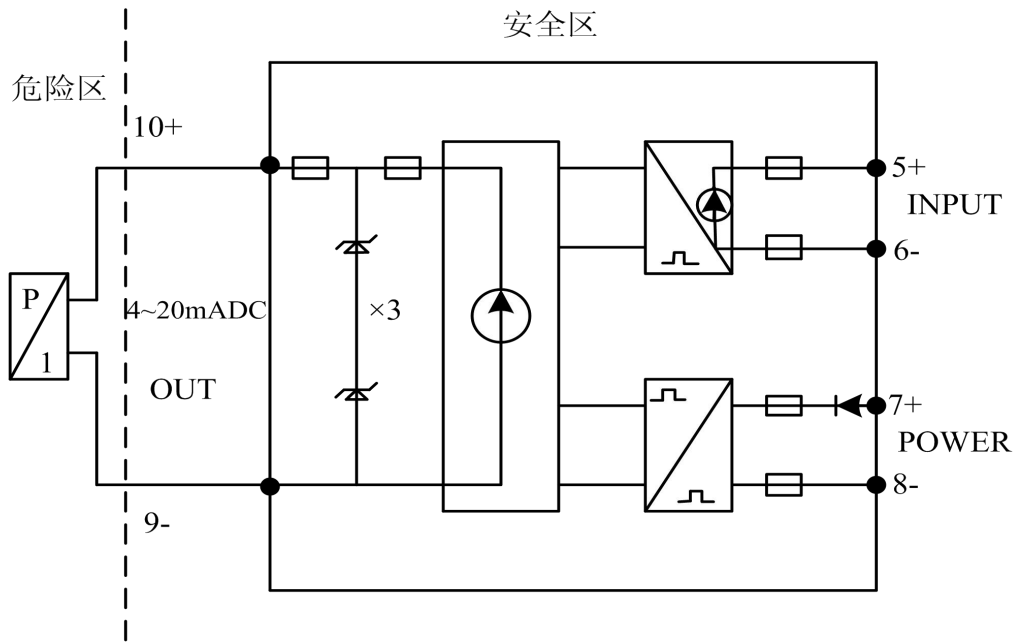 安全区
危险区
10+
5+
INPUT
6-
P
1
4~20mADC
×3
OUT
7+
POWER
8-
9-